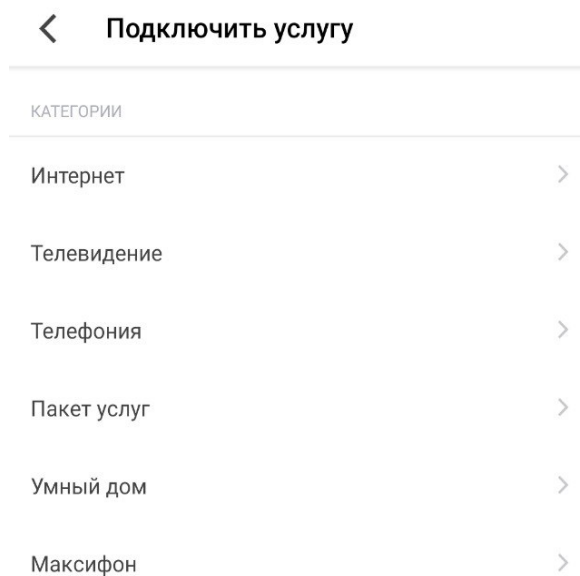 Подключить услугу
КАТЕГОРИИ
Интернет
Телевидение
Телефония
Пакет услуг
Умный дом
Максифон